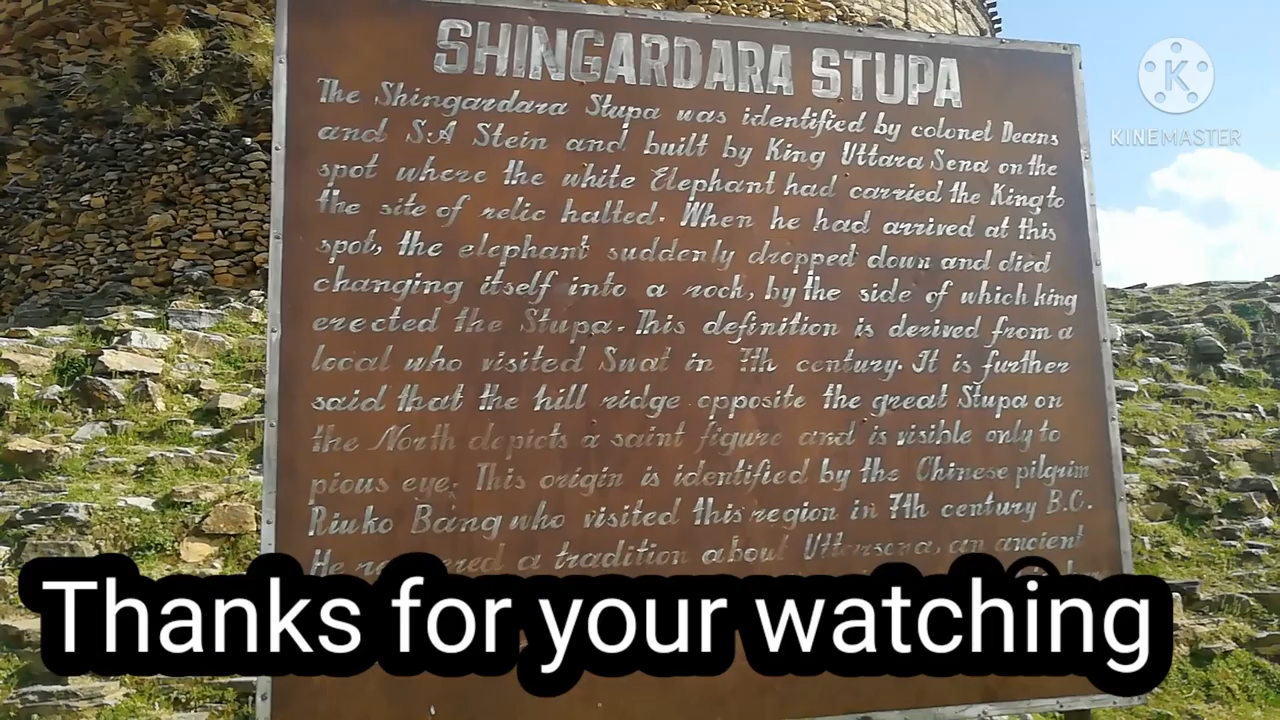 SHINGARDARA STUPA
The Shingardara Stupa was identified by colonel Deans
and S.A Stein and built by King Uttara Sena on the
spot where the white Elephant had carried the King to
the site of relic halted. When he had arrived at this
spot, the elephant suddenly dropped down and died
changing itself into a rock, by the side of which king
erected the Stupa. This definition is derived from a
local who visited Swat in 7th century. It is further
said that the hill ridge opposite the great Stupa on
the North depicts a saint figure and is visible only to
pious eye. This origin is identified by the Chinese pilgrim
who visited this region in 7th century B.C.
He a tradition about an ancient
K
KINEMASTER
Thanks for your watching